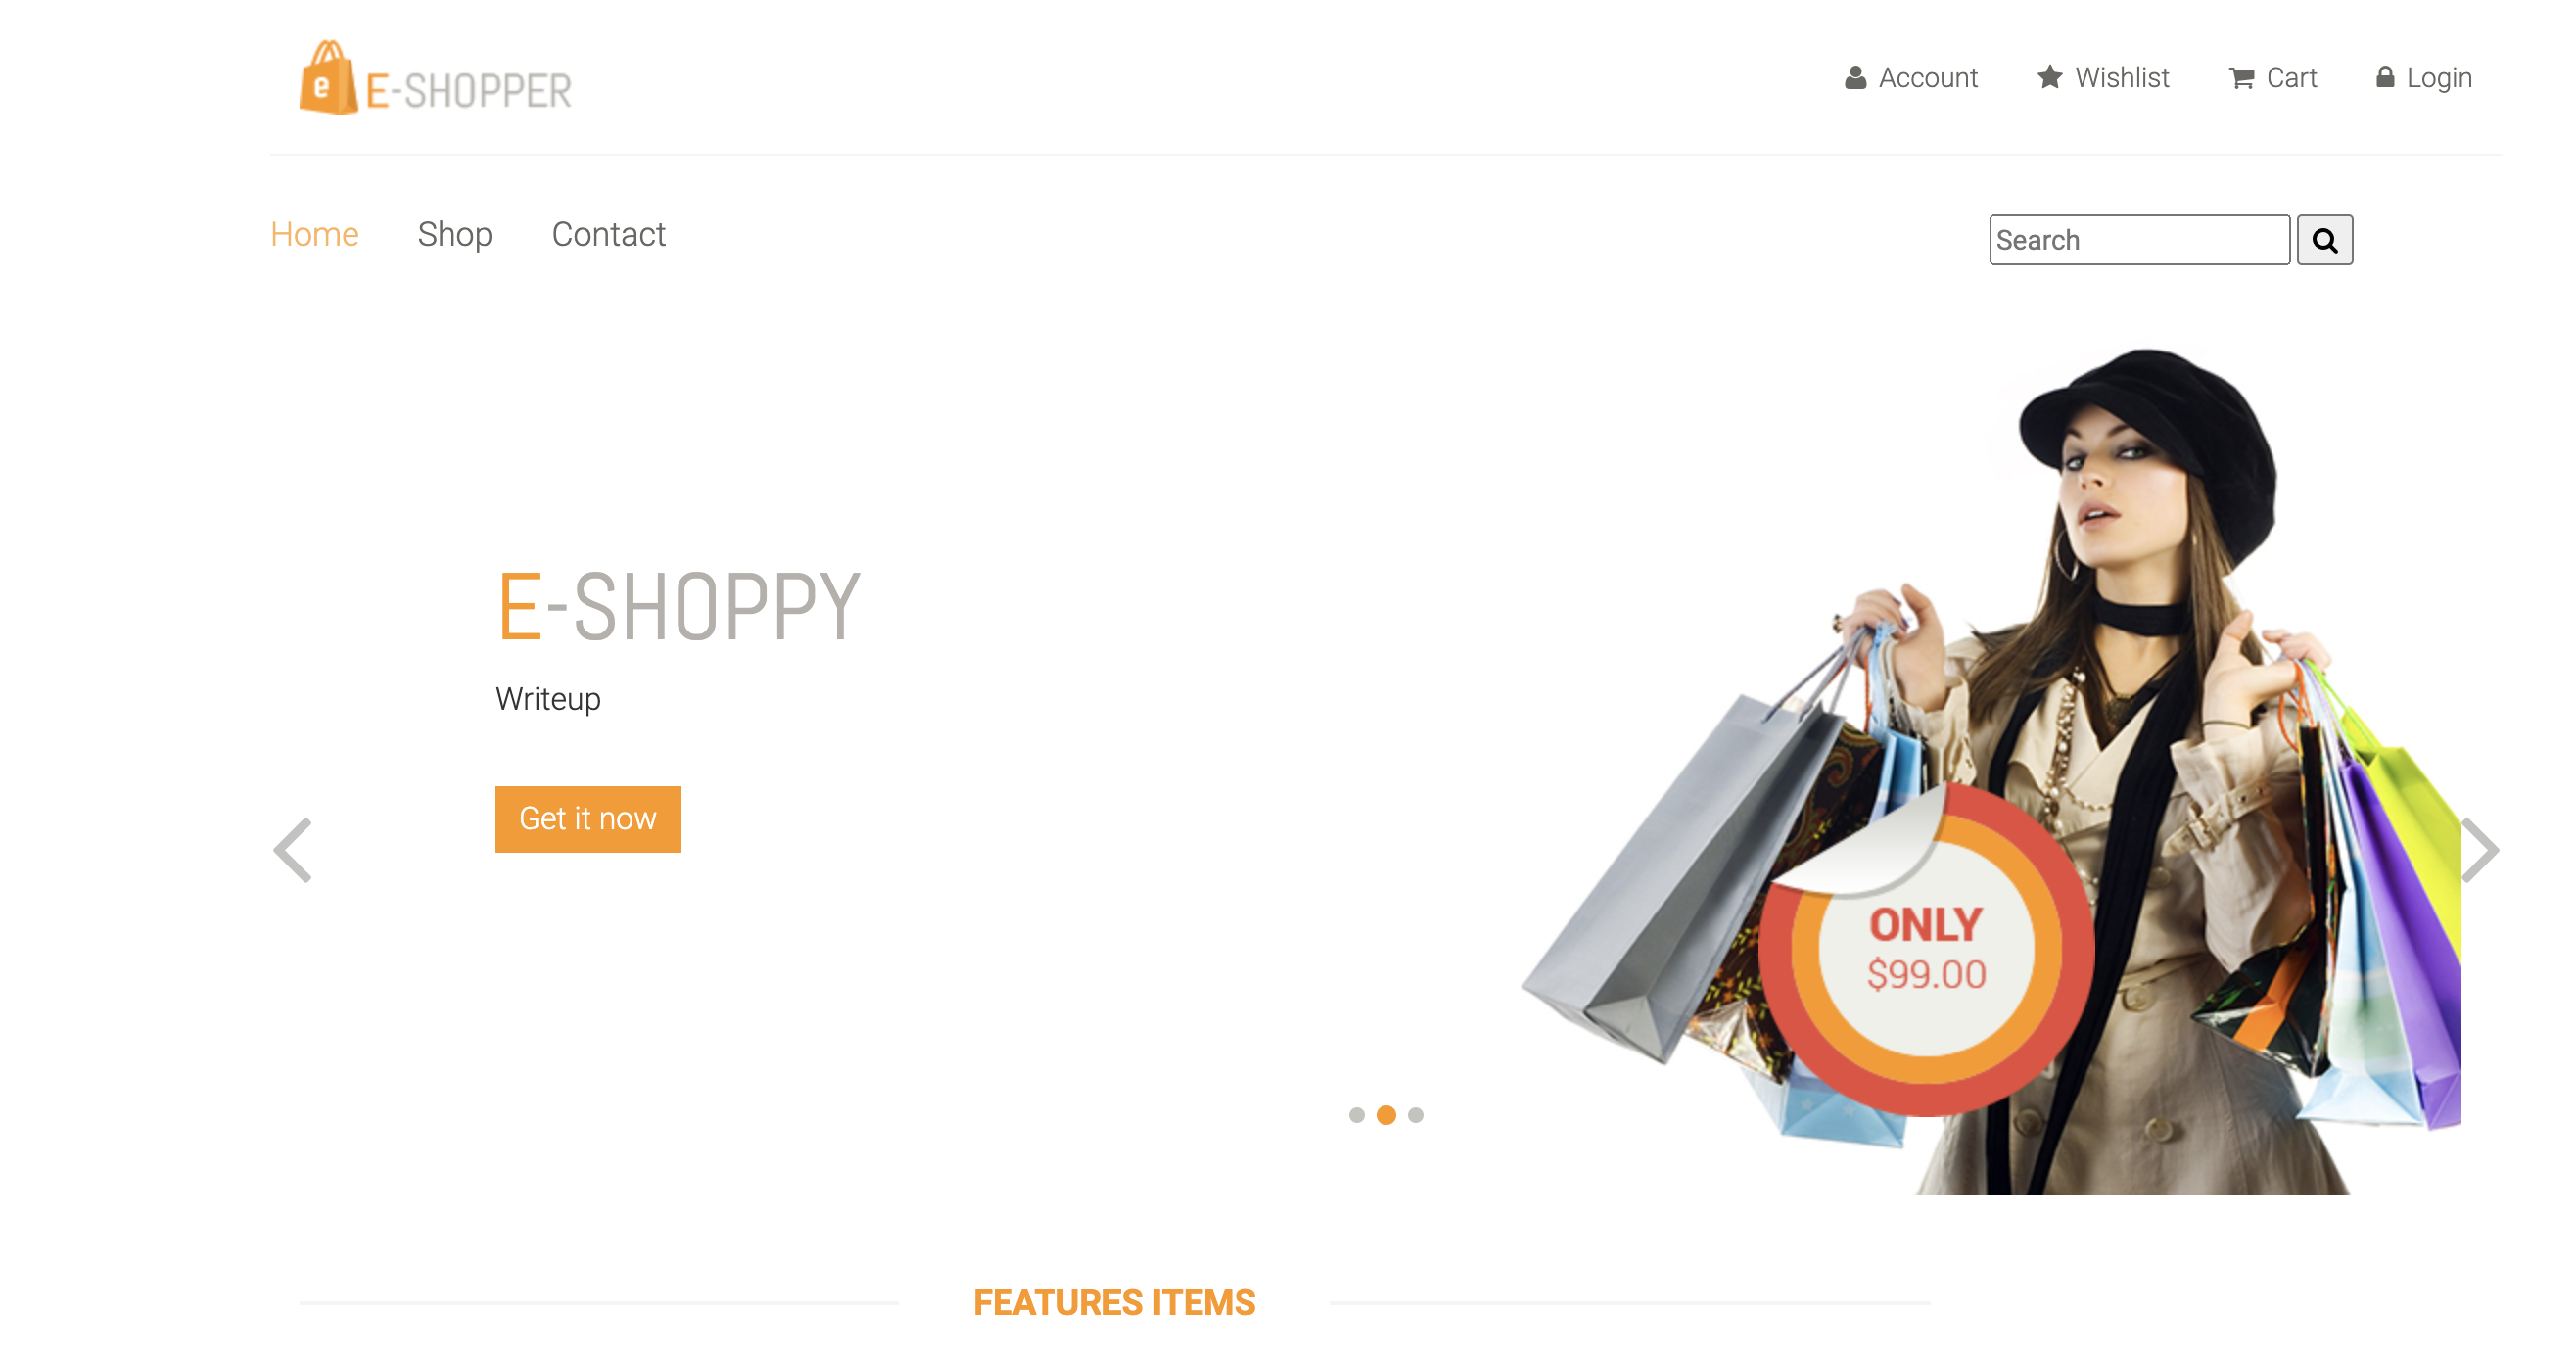 e E-SHOPPER
Account Wishlist Cart Login
Home Shop Contact
Search
E-SHOPPY
Writeup
Get it now
ONLY
$99.00
FEATURES ITEMS